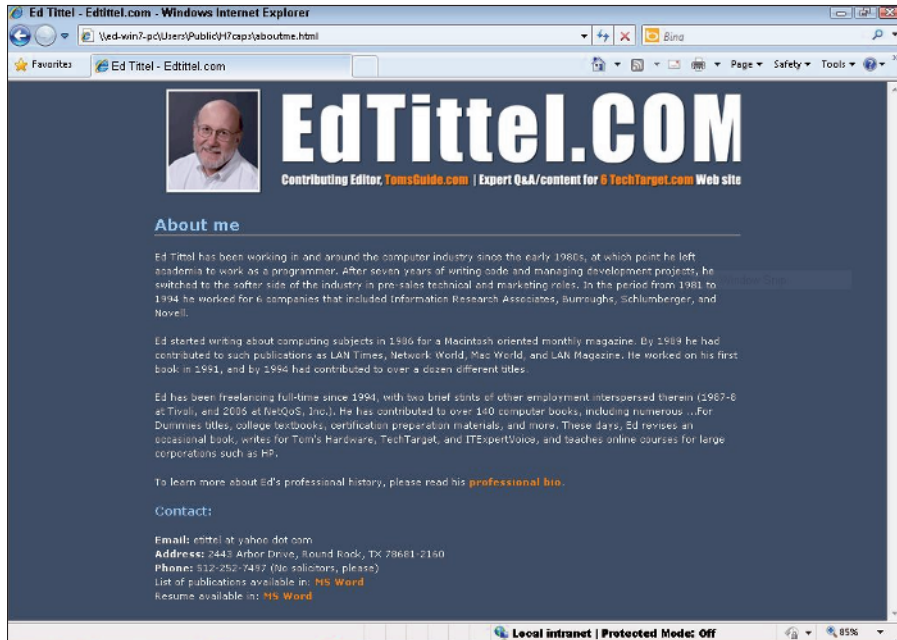 Ed Tittel - Edtittel.com - Windows Internet Explorer
\\ed-win7-pc\Users\Public\H7caps\aboutme.html
Bing
Favorites
Ed Tittel - Edtittel.com
Page
Safety
Tools
EdTittel.COM
Contributing Editor, TomsGuide.com | Expert Q&A/content for 6 TechTarget.com Web site
About me
Ed Tittel has been working in and around the computer industry since the early 1980s, at which point he left
academia to work as a programmer. After seven years of writing code and managing development projects, he
switched to the softer side of the industry in pre-sales technical and marketing roles. In the period from 1981 to
1994 he worked for 6 companies that included Information Research Associates, Burroughs, Schlumberger, and
Novell.
Ed started writing about computing subjects in 1986 for a Macintosh oriented monthly magazine. By 1989 he had
contributed to such publications as LAN Times, Network World, Mac World, and LAN Magazine. He worked on his first
book in 1991, and by 1994 had contributed to over a dozen different titles.
Ed has been freelancing full-time since 1994, with two brief stints of other employment interspersed therein (1987-8
at Tivoli, and 2006 at NetQoS, Inc.). He has contributed to over 140 computer books, including numerous ...For
Dummies titles, college textbooks, certification preparation materials, and more. These days, Ed revises an
occasional book, writes for Tom's Hardware, TechTarget, and ITExpertVoice, and teaches online courses for large
corporations such as HP.
To learn more about Ed's professional history, please read his professional bio.
Contact:
Email: etittel at yahoo dot com
Address: 2443 Arbor Drive, Round Rock, TX 78681-2160
Phone: 512-252-7497 (No solicitors, please)
List of publications available in: MS Word
Resume available in: MS Word
Local intranet | Protected Mode: Off
85%